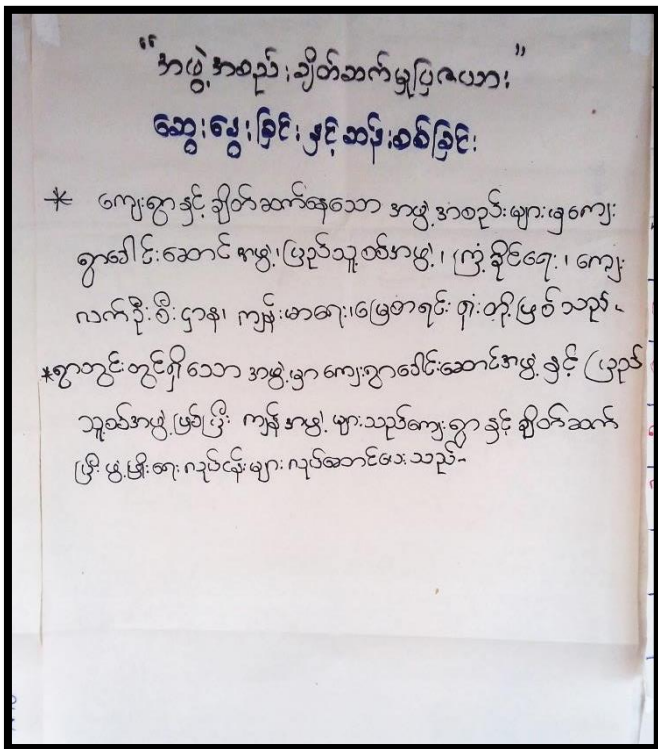 "အဖွဲ့အစည်းချိတ်ဆက်မှုပြဇယား"
ဆွေးနွေးခြင်းနှင့်ဆန်းစစ်ခြင်း
* ကျေးရွာနှင့်ချိတ်ဆက်နေသော အဖွဲ့အစည်းများမှာကျေး
ရွာခေါင်းဆောင်အဖွဲ့၊ပြည်သူ့စစ်အဖွဲ့၊ ကြံ့ခိုင်ရေး၊ ကျေး
လက်ဦးစီးဌာန၊ ကျန်းမာရေး၊မြေစာရင်းရုံးတို့ဖြစ်သည်။
*ရွာတွင်းတွင်ရှိသော အဖွဲ့မှာကျေးရွာခေါင်းဆောင်အဖွဲ့နှင့် ပြည်
သူ့စစ်အဖွဲ့ဖြစ်ပြီး ကျန်အဖွဲ့များသည်ကျေးရွာနှင့်ချိတ်ဆက်
ပြီးဖွံ့ဖြိုးရေးလုပ်ငန်းများလုပ်ဆောင်ပေးသည်။